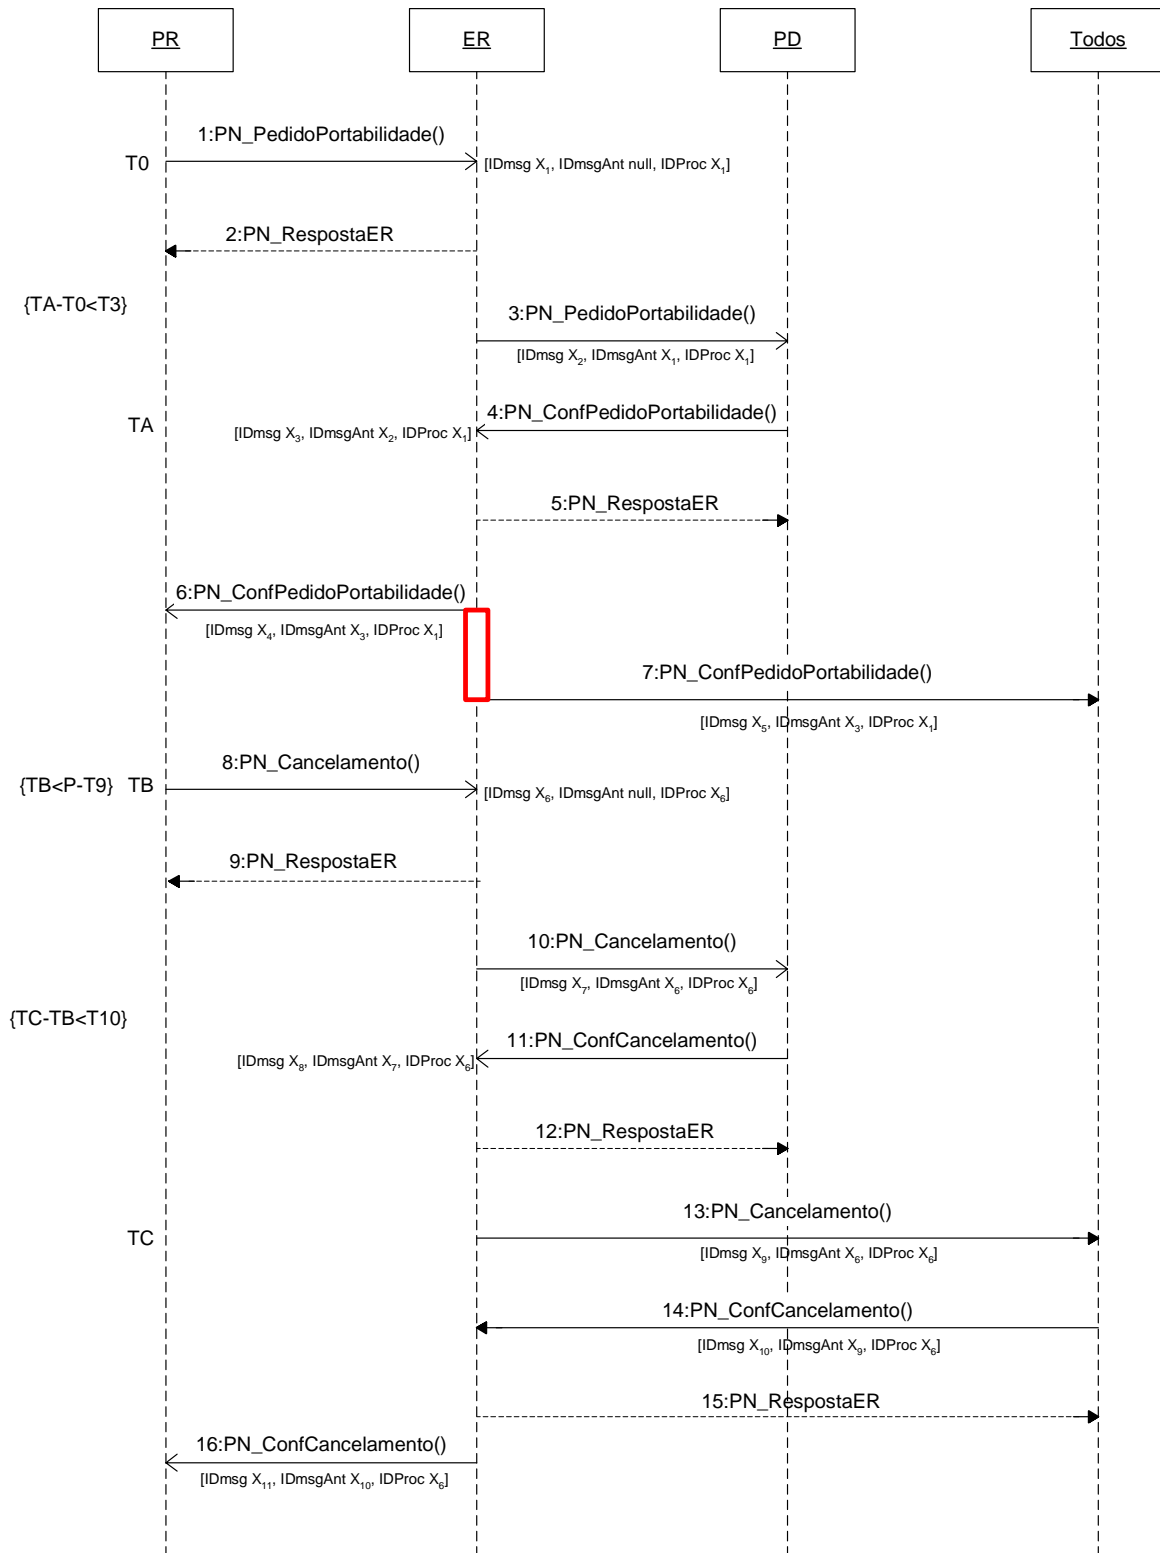 PR
ER
PD
Todos
1:PN_PedidoPortabilidade()
T0
[IDmsg X1, IDmsgAnt null, IDProc X1]
2:PN_RespostaER
{TA-T0<T3}
3:PN_PedidoPortabilidade()
[IDmsg X2, IDmsgAnt X1, IDProc X1]
4:PN_ConfPedidoPortabilidade()
TA
[IDmsg X3, IDmsgAnt X2, IDProc X1]
5:PN_RespostaER
6:PN_ConfPedidoPortabilidade()
[IDmsg X4, IDmsgAnt X3, IDProc X1]
7:PN_ConfPedidoPortabilidade()
[IDmsg X5, IDmsgAnt X3, IDProc X1]
8:PN_Cancelamento()
{TB<P-T9} TB
[IDmsg X6, IDmsgAnt null, IDProc X6]
9:PN_RespostaER
10:PN_Cancelamento()
[IDmsg X7, IDmsgAnt X6, IDProc X6]
{TC-TB<T10}
11:PN_ConfCancelamento()
[IDmsg X8, IDmsgAnt X7, IDProc X6]
12:PN_RespostaER
13:PN_Cancelamento()
TC
[IDmsg X9, IDmsgAnt X6, IDProc X6]
14:PN_ConfCancelamento()
[IDmsg X10, IDmsgAnt X9, IDProc X6]
15:PN_RespostaER
16:PN_ConfCancelamento()
[IDmsg X11, IDmsgAnt X10, IDProc X6]